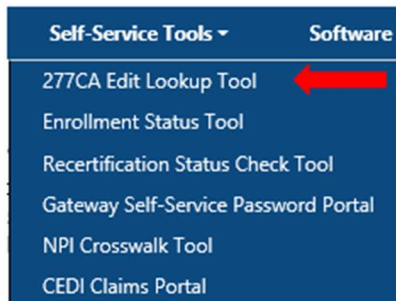 Self-Service Tools Software
277CA Edit Lookup Tool
Enrollment Status Tool
Recertification Status Check Tool
Gateway Self-Service Password Portal
NPI Crosswalk Tool
CEDI Claims Portal